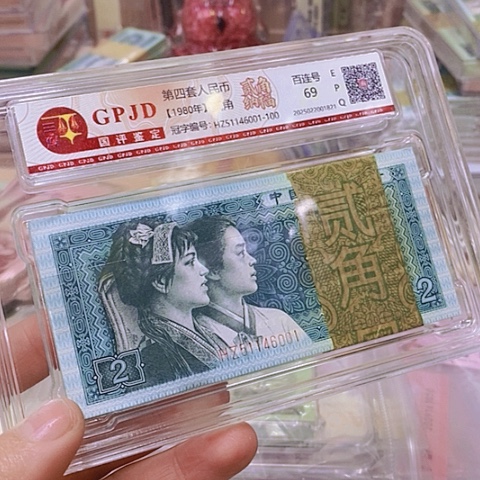 GPJD
国评鉴定
第四套人民币
【1980年】 贰角
冠字编号:HZ51146001-100
百连号
69
2025022001821
E
P
Q
中
贰角
HZ51146001
2
2